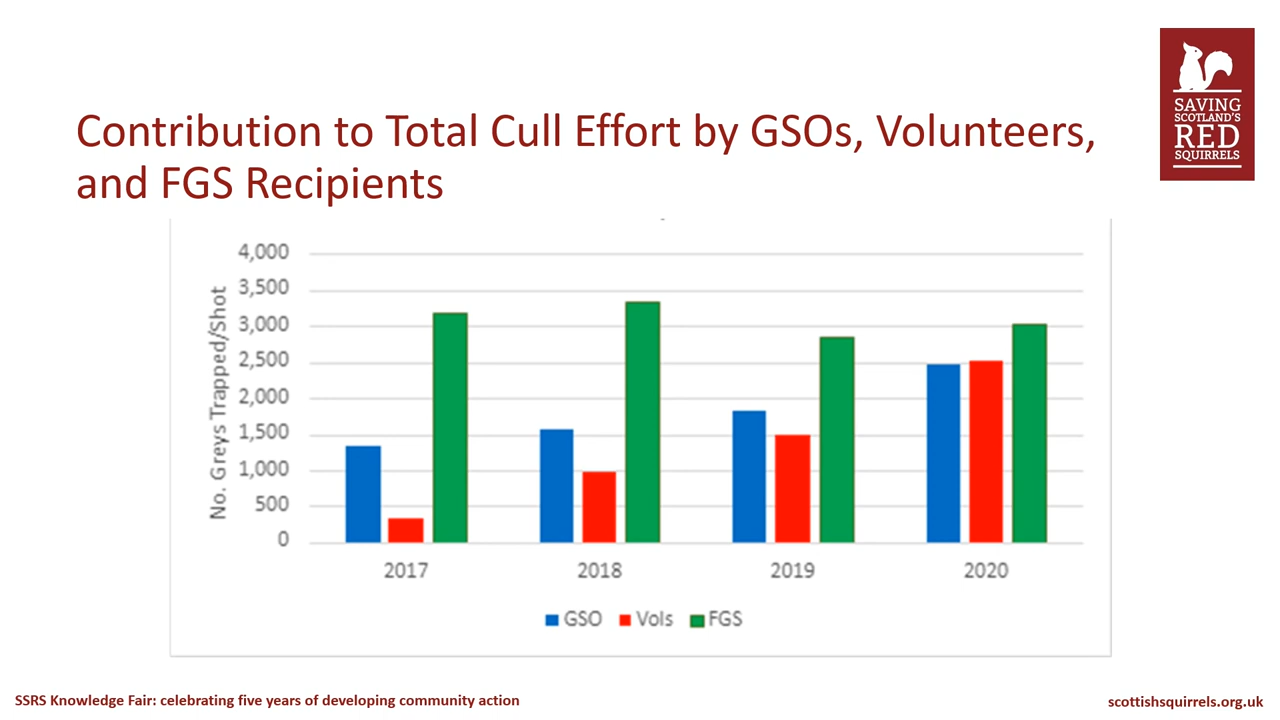 SAVING
SCOTLAND'S
RED
SQUIRRELS
Contribution to Total Cull Effort by GSOs, Volunteers,
and FGS Recipients
No. Greys Trapped/Shot
4,000
3,500
3,000
2,500
2,000
1,500
1,000
500
0
2017 2018 2019 2020
GSO Vols FGS
SSRS Knowledge Fair: celebrating five years of developing community action
scottishsquirrels.org.uk